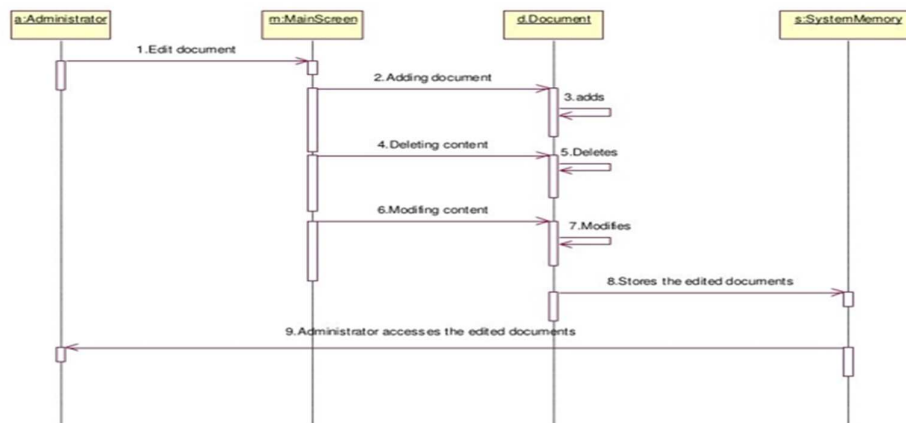 a:Administrator
m:MainScreen
d.Document
s:SystemMemory
1.Edit document
2.Adding document
3.adds
4.Deleting content
5.Deletes
6.Modifing content
7.Modifies
8.Stores the edited documents
9.Administrator accesses the edited documents